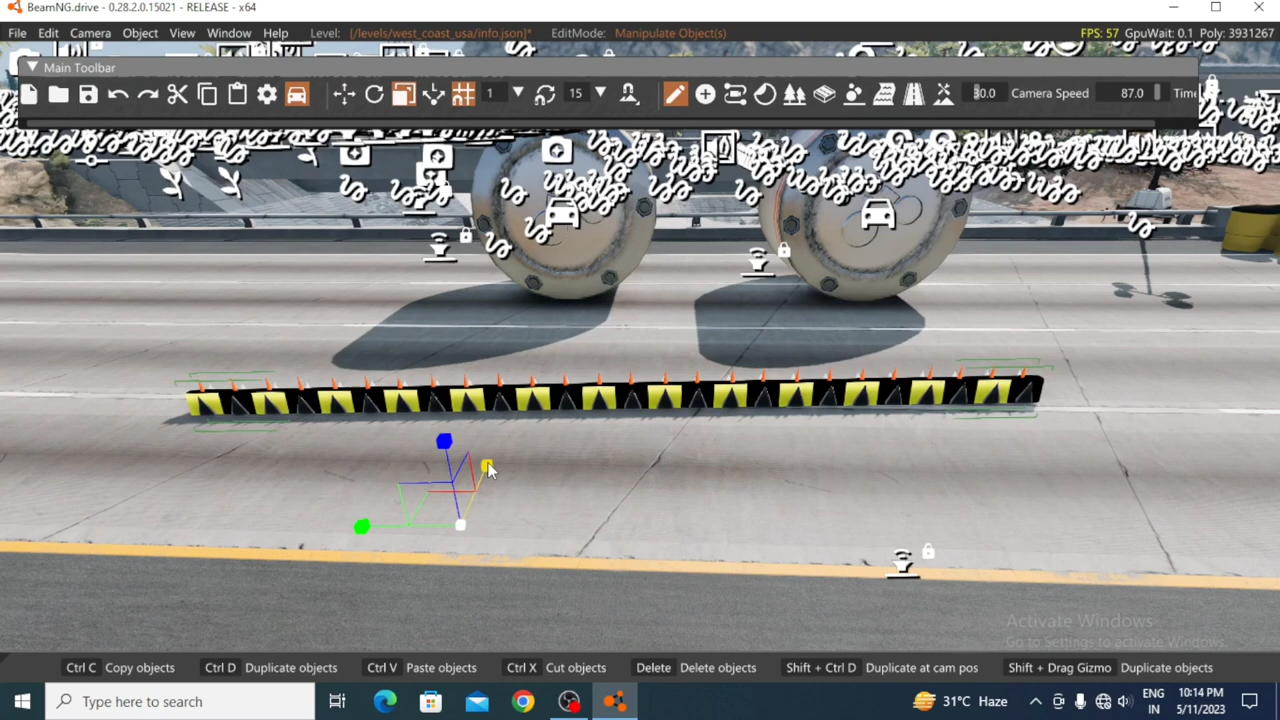 BeamNG.drive - 0.28.2.0.15021 - RELEASE - x64
File Edit Camera Object View Window Help Level: [/levels/west_coast_usa/info.json]* EditMode: Manipulate Object(s) FPS: 57 GpuWait: 0.1 Poly: 3931267
Main Toolbar
1 15 30.0 Camera Speed 87.0 Time
Activate Windows
Go to Settings to activate Windows.
Ctrl C Copy objects Ctrl D Duplicate objects Ctrl V Paste objects Ctrl X Cut objects Delete Delete objects Shift + Ctrl D Duplicate at cam pos Shift + Drag Gizmo Duplicate objects
Type here to search 31°C Haze ENG 10:14 PM
IN 5/11/2023